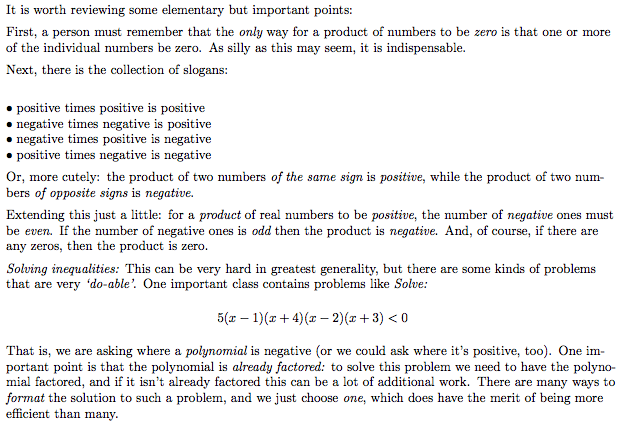 It is worth reviewing some elementary but important points:
First, a person must remember that the only way for a product of numbers to be zero is that one or more
of the individual numbers be zero. As silly as this may seem, it is indispensable.
Next, there is the collection of slogans:
• positive times positive is positive
• negative times negative is positive
• negative times positive is negative
• positive times negative is negative
Or, more cutely: the product of two numbers of the same sign is positive, while the product of two num-
bers of opposite signs is negative.
Extending this just a little: for a product of real numbers to be positive, the number of negative ones must
be even. If the number of negative ones is odd then the product is negative. And, of course, if there are
any zeros, then the product is zero.
Solving inequalities: This can be very hard in greatest generality, but there are some kinds of problems
that are very ‘do-able’. One important class contains problems like Solve:
5(x − 1)(x + 4)(x − 2)(x + 3) < 0
That is, we are asking where a polynomial is negative (or we could ask where it's positive, too). One im-
portant point is that the polynomial is already factored: to solve this problem we need to have the polyno-
mial factored, and if it isn't already factored this can be a lot of additional work. There are many ways to
format the solution to such a problem, and we just choose one, which does have the merit of being more
efficient than many.